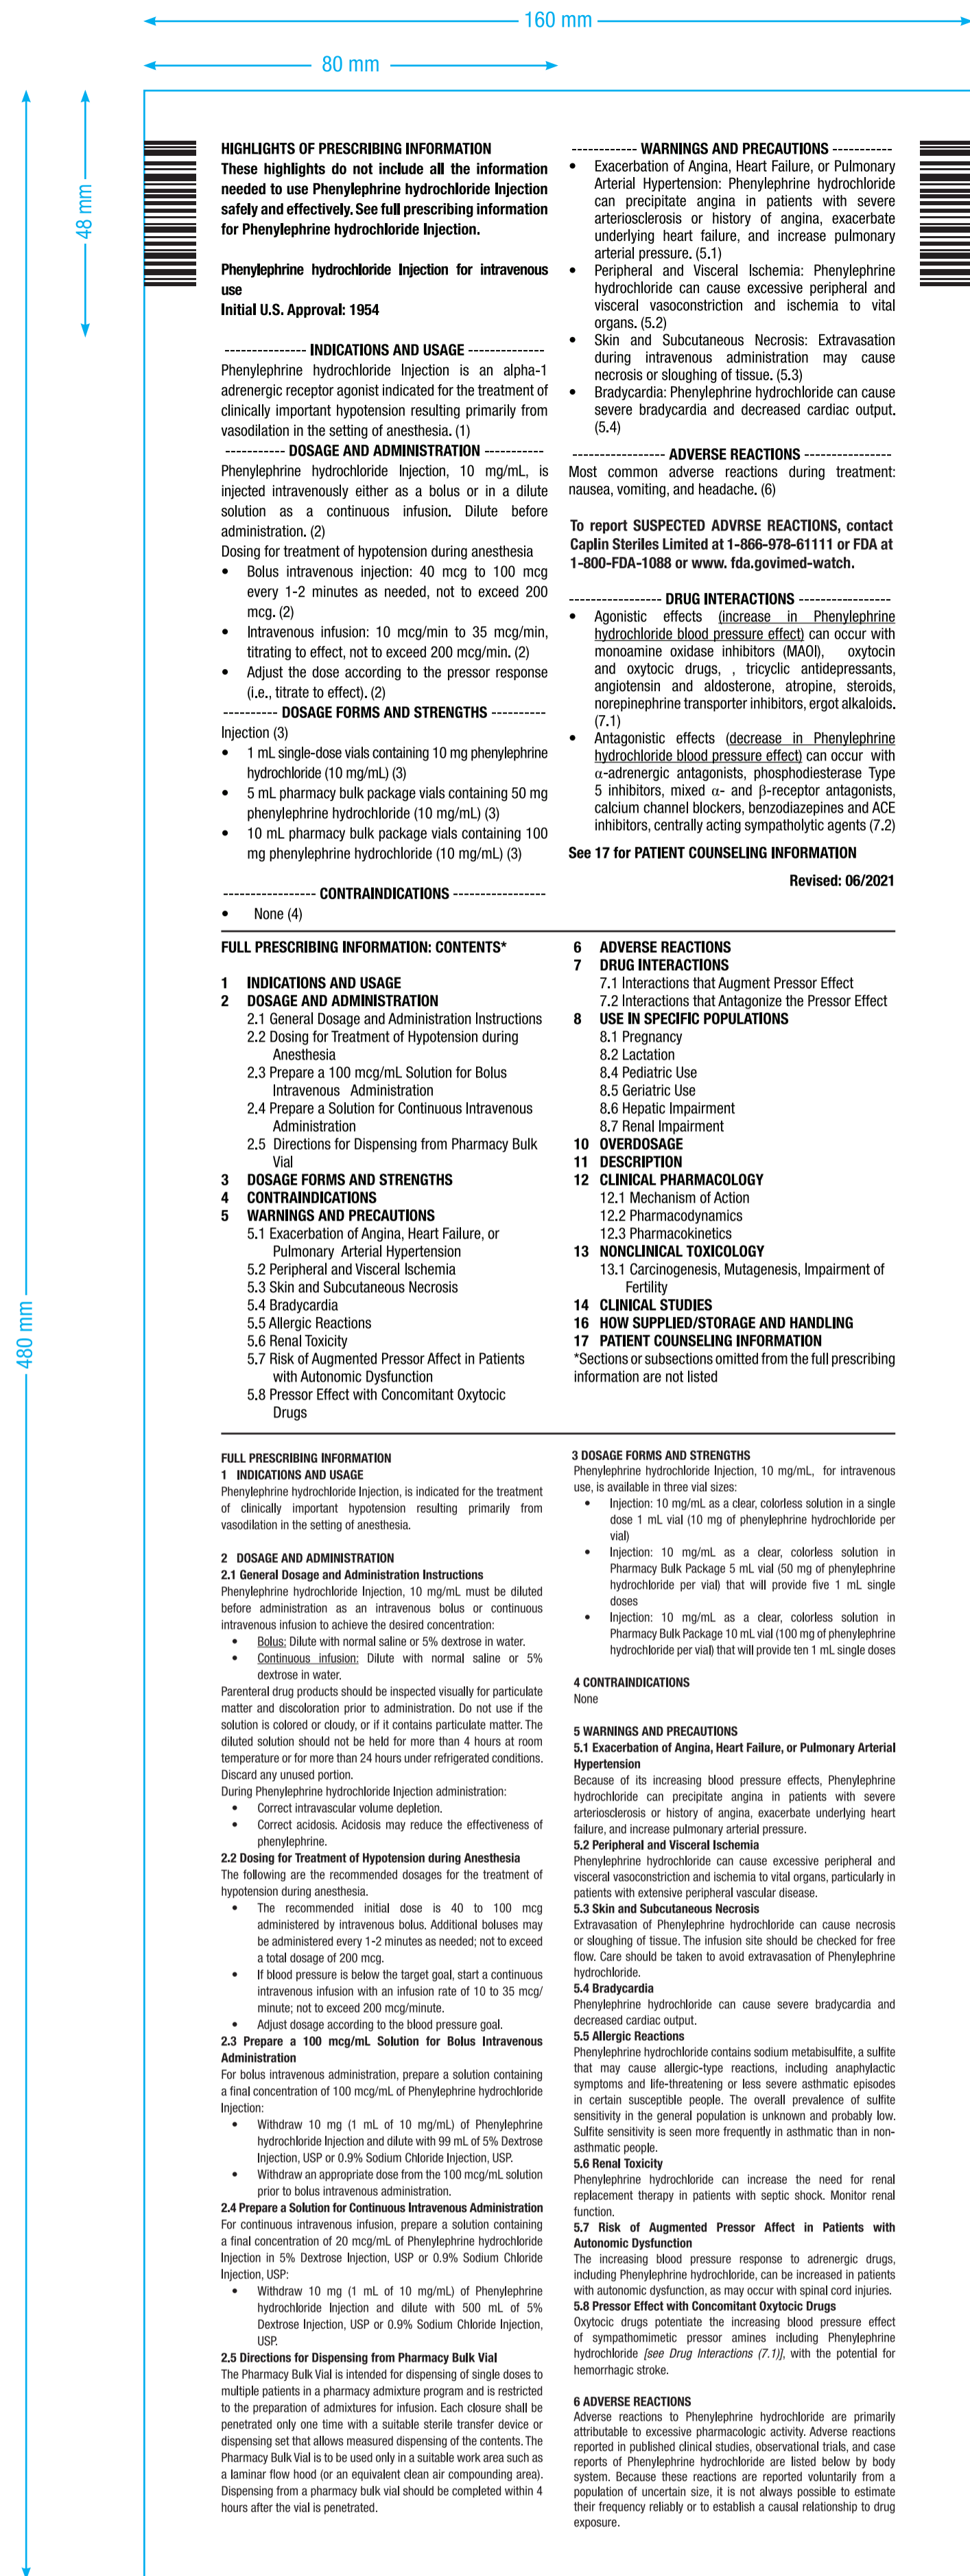 160 mm
80 mm
48 mm
480 mm
HIGHLIGHTS OF PRESCRIBING INFORMATION
These highlights do not include all the information
needed to use Phenylephrine hydrochloride Injection
safely and effectively. See full prescribing information
for Phenylephrine hydrochloride Injection.
Phenylephrine hydrochloride Injection for intravenous
use
Initial U.S. Approval: 1954
--------------- INDICATIONS AND USAGE --------------
Phenylephrine hydrochloride Injection is an alpha-1
adrenergic receptor agonist indicated for the treatment of
clinically important hypotension resulting primarily from
vasodilation in the setting of anesthesia. (1)
----------- DOSAGE AND ADMINISTRATION -----------
Phenylephrine hydrochloride Injection, 10 mg/mL, is
injected intravenously either as a bolus or in a dilute
solution as a continuous infusion. Dilute before
administration. (2)
Dosing for treatment of hypotension during anesthesia
• Bolus intravenous injection: 40 mcg to 100 mcg
every 1-2 minutes as needed, not to exceed 200
mcg. (2)
• Intravenous infusion: 10 mcg/min to 35 mcg/min,
titrating to effect, not to exceed 200 mcg/min. (2)
• Adjust the dose according to the pressor response
(i.e., titrate to effect). (2)
---------- DOSAGE FORMS AND STRENGTHS ----------
Injection (3)
• 1 mL single-dose vials containing 10 mg phenylephrine
hydrochloride (10 mg/mL) (3)
• 5 mL pharmacy bulk package vials containing 50 mg
phenylephrine hydrochloride (10 mg/mL) (3)
• 10 mL pharmacy bulk package vials containing 100
mg phenylephrine hydrochloride (10 mg/mL) (3)
----------------- CONTRAINDICATIONS -----------------
• None (4)
------------ WARNINGS AND PRECAUTIONS -----------
• Exacerbation of Angina, Heart Failure, or Pulmonary
Arterial Hypertension: Phenylephrine hydrochloride
can precipitate angina in patients with severe
arteriosclerosis or history of angina, exacerbate
underlying heart failure, and increase pulmonary
arterial pressure. (5.1)
• Peripheral and Visceral Ischemia: Phenylephrine
hydrochloride can cause excessive peripheral and
visceral vasoconstriction and ischemia to vital
organs. (5.2)
• Skin and Subcutaneous Necrosis: Extravasation
during intravenous administration may cause
necrosis or sloughing of tissue. (5.3)
• Bradycardia: Phenylephrine hydrochloride can cause
severe bradycardia and decreased cardiac output.
(5.4)
----------------- ADVERSE REACTIONS ----------------
Most common adverse reactions during treatment:
nausea, vomiting, and headache. (6)
To report SUSPECTED ADVRSE REACTIONS, contact
Caplin Steriles Limited at 1-866-978-61111 or FDA at
1-800-FDA-1088 or www. fda.govimed-watch.
----------------- DRUG INTERACTIONS -----------------
• Agonistic effects (increase in Phenylephrine
hydrochloride blood pressure effect) can occur with
monoamine oxidase inhibitors (MAOI), oxytocin
and oxytocic drugs, , tricyclic antidepressants,
angiotensin and aldosterone, atropine, steroids,
norepinephrine transporter inhibitors, ergot alkaloids.
(7.1)
• Antagonistic effects (decrease in Phenylephrine
hydrochloride blood pressure effect) can occur with
α-adrenergic antagonists, phosphodiesterase Type
5 inhibitors, mixed α- and β-receptor antagonists,
calcium channel blockers, benzodiazepines and ACE
inhibitors, centrally acting sympatholytic agents (7.2)
See 17 for PATIENT COUNSELING INFORMATION
Revised: 06/2021
FULL PRESCRIBING INFORMATION: CONTENTS*
1 INDICATIONS AND USAGE
2 DOSAGE AND ADMINISTRATION
2.1 General Dosage and Administration Instructions
2.2 Dosing for Treatment of Hypotension during
Anesthesia
2.3 Prepare a 100 mcg/mL Solution for Bolus
Intravenous Administration
2.4 Prepare a Solution for Continuous Intravenous
Administration
2.5 Directions for Dispensing from Pharmacy Bulk
Vial
3 DOSAGE FORMS AND STRENGTHS
4 CONTRAINDICATIONS
5 WARNINGS AND PRECAUTIONS
5.1 Exacerbation of Angina, Heart Failure, or
Pulmonary Arterial Hypertension
5.2 Peripheral and Visceral Ischemia
5.3 Skin and Subcutaneous Necrosis
5.4 Bradycardia
5.5 Allergic Reactions
5.6 Renal Toxicity
5.7 Risk of Augmented Pressor Affect in Patients
with Autonomic Dysfunction
5.8 Pressor Effect with Concomitant Oxytocic
Drugs
6 ADVERSE REACTIONS
7 DRUG INTERACTIONS
7.1 Interactions that Augment Pressor Effect
7.2 Interactions that Antagonize the Pressor Effect
8 USE IN SPECIFIC POPULATIONS
8.1 Pregnancy
8.2 Lactation
8.4 Pediatric Use
8.5 Geriatric Use
8.6 Hepatic Impairment
8.7 Renal Impairment
10 OVERDOSAGE
11 DESCRIPTION
12 CLINICAL PHARMACOLOGY
12.1 Mechanism of Action
12.2 Pharmacodynamics
12.3 Pharmacokinetics
13 NONCLINICAL TOXICOLOGY
13.1 Carcinogenesis, Mutagenesis, Impairment of
Fertility
14 CLINICAL STUDIES
16 HOW SUPPLIED/STORAGE AND HANDLING
17 PATIENT COUNSELING INFORMATION
*Sections or subsections omitted from the full prescribing
information are not listed
FULL PRESCRIBING INFORMATION
1 INDICATIONS AND USAGE
Phenylephrine hydrochloride Injection, is indicated for the treatment
of clinically important hypotension resulting primarily from
vasodilation in the setting of anesthesia.
2 DOSAGE AND ADMINISTRATION
2.1 General Dosage and Administration Instructions
Phenylephrine hydrochloride Injection, 10 mg/mL must be diluted
before administration as an intravenous bolus or continuous
intravenous infusion to achieve the desired concentration:
• Bolus: Dilute with normal saline or 5% dextrose in water.
• Continuous infusion: Dilute with normal saline or 5%
dextrose in water.
Parenteral drug products should be inspected visually for particulate
matter and discoloration prior to administration. Do not use if the
solution is colored or cloudy, or if it contains particulate matter. The
diluted solution should not be held for more than 4 hours at room
temperature or for more than 24 hours under refrigerated conditions.
Discard any unused portion.
During Phenylephrine hydrochloride Injection administration:
• Correct intravascular volume depletion.
• Correct acidosis. Acidosis may reduce the effectiveness of
phenylephrine.
2.2 Dosing for Treatment of Hypotension during Anesthesia
The following are the recommended dosages for the treatment of
hypotension during anesthesia.
• The recommended initial dose is 40 to 100 mcg
administered by intravenous bolus. Additional boluses may
be administered every 1-2 minutes as needed; not to exceed
a total dosage of 200 mcg.
• If blood pressure is below the target goal, start a continuous
intravenous infusion with an infusion rate of 10 to 35 mcg/
minute; not to exceed 200 mcg/minute.
• Adjust dosage according to the blood pressure goal.
2.3 Prepare a 100 mcg/mL Solution for Bolus Intravenous
Administration
For bolus intravenous administration, prepare a solution containing
a final concentration of 100 mcg/mL of Phenylephrine hydrochloride
Injection:
• Withdraw 10 mg (1 mL of 10 mg/mL) of Phenylephrine
hydrochloride Injection and dilute with 99 mL of 5% Dextrose
Injection, USP or 0.9% Sodium Chloride Injection, USP.
• Withdraw an appropriate dose from the 100 mcg/mL solution
prior to bolus intravenous administration.
2.4 Prepare a Solution for Continuous Intravenous Administration
For continuous intravenous infusion, prepare a solution containing
a final concentration of 20 mcg/mL of Phenylephrine hydrochloride
Injection in 5% Dextrose Injection, USP or 0.9% Sodium Chloride
Injection, USP:
• Withdraw 10 mg (1 mL of 10 mg/mL) of Phenylephrine
hydrochloride Injection and dilute with 500 mL of 5%
Dextrose Injection, USP or 0.9% Sodium Chloride Injection,
USP.
2.5 Directions for Dispensing from Pharmacy Bulk Vial
The Pharmacy Bulk Vial is intended for dispensing of single doses to
multiple patients in a pharmacy admixture program and is restricted
to the preparation of admixtures for infusion. Each closure shall be
penetrated only one time with a suitable sterile transfer device or
dispensing set that allows measured dispensing of the contents. The
Pharmacy Bulk Vial is to be used only in a suitable work area such as
a laminar flow hood (or an equivalent clean air compounding area).
Dispensing from a pharmacy bulk vial should be completed within 4
hours after the vial is penetrated.
3 DOSAGE FORMS AND STRENGTHS
Phenylephrine hydrochloride Injection, 10 mg/mL, for intravenous
use, is available in three vial sizes:
• Injection: 10 mg/mL as a clear, colorless solution in a single
dose 1 mL vial (10 mg of phenylephrine hydrochloride per
vial)
• Injection: 10 mg/mL as a clear, colorless solution in
Pharmacy Bulk Package 5 mL vial (50 mg of phenylephrine
hydrochloride per vial) that will provide five 1 mL single
doses
• Injection: 10 mg/mL as a clear, colorless solution in
Pharmacy Bulk Package 10 mL vial (100 mg of phenylephrine
hydrochloride per vial) that will provide ten 1 mL single doses
4 CONTRAINDICATIONS
None
5 WARNINGS AND PRECAUTIONS
5.1 Exacerbation of Angina, Heart Failure, or Pulmonary Arterial
Hypertension
Because of its increasing blood pressure effects, Phenylephrine
hydrochloride can precipitate angina in patients with severe
arteriosclerosis or history of angina, exacerbate underlying heart
failure, and increase pulmonary arterial pressure.
5.2 Peripheral and Visceral Ischemia
Phenylephrine hydrochloride can cause excessive peripheral and
visceral vasoconstriction and ischemia to vital organs, particularly in
patients with extensive peripheral vascular disease.
5.3 Skin and Subcutaneous Necrosis
Extravasation of Phenylephrine hydrochloride can cause necrosis
or sloughing of tissue. The infusion site should be checked for free
flow. Care should be taken to avoid extravasation of Phenylephrine
hydrochloride.
5.4 Bradycardia
Phenylephrine hydrochloride can cause severe bradycardia and
decreased cardiac output.
5.5 Allergic Reactions
Phenylephrine hydrochloride contains sodium metabisulfite, a sulfite
that may cause allergic-type reactions, including anaphylactic
symptoms and life-threatening or less severe asthmatic episodes
in certain susceptible people. The overall prevalence of sulfite
sensitivity in the general population is unknown and probably low.
Sulfite sensitivity is seen more frequently in asthmatic than in non-
asthmatic people.
5.6 Renal Toxicity
Phenylephrine hydrochloride can increase the need for renal
replacement therapy in patients with septic shock. Monitor renal
function.
5.7 Risk of Augmented Pressor Affect in Patients with
Autonomic Dysfunction
The increasing blood pressure response to adrenergic drugs,
including Phenylephrine hydrochloride, can be increased in patients
with autonomic dysfunction, as may occur with spinal cord injuries.
5.8 Pressor Effect with Concomitant Oxytocic Drugs
Oxytocic drugs potentiate the increasing blood pressure effect
of sympathomimetic pressor amines including Phenylephrine
hydrochloride [see Drug Interactions (7.1)], with the potential for
hemorrhagic stroke.
6 ADVERSE REACTIONS
Adverse reactions to Phenylephrine hydrochloride are primarily
attributable to excessive pharmacologic activity. Adverse reactions
reported in published clinical studies, observational trials, and case
reports of Phenylephrine hydrochloride are listed below by body
system. Because these reactions are reported voluntarily from a
population of uncertain size, it is not always possible to estimate
their frequency reliably or to establish a causal relationship to drug
exposure.